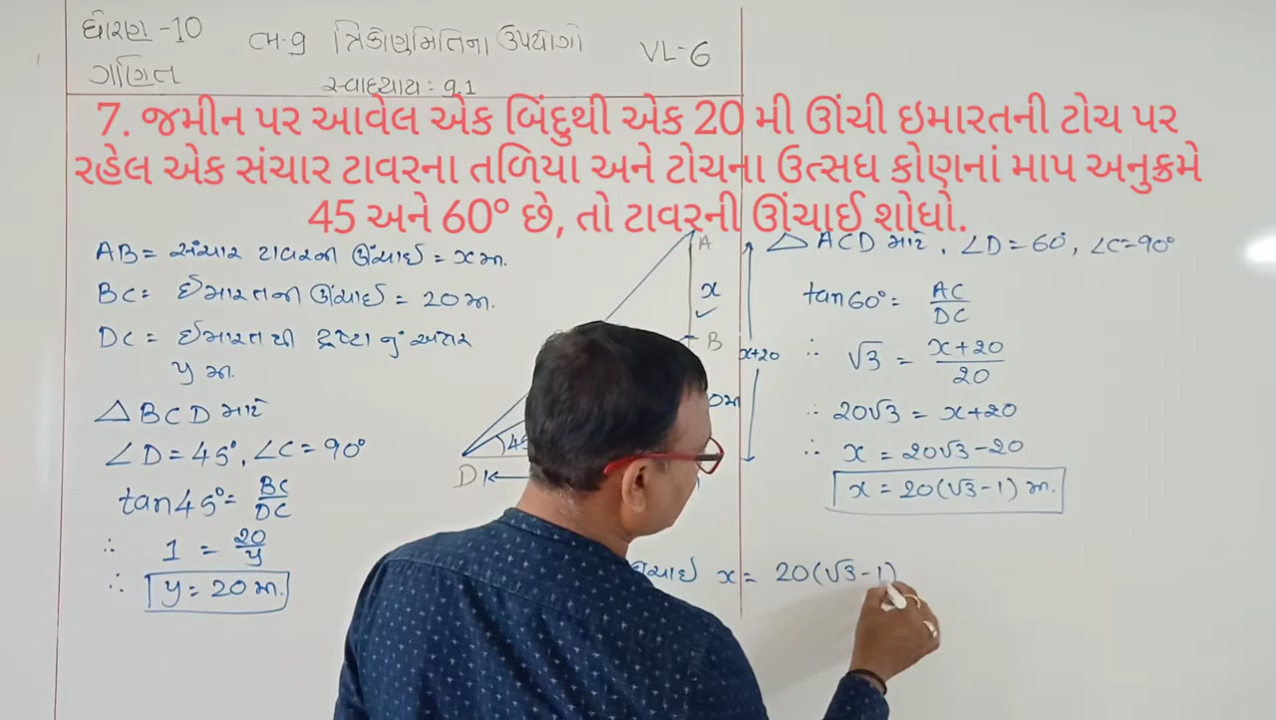 ધોરણ -10
ગણિત
પ્ર-9 ત્રિકોણમિતિના ઉપયોગો
સ્વાધ્યાય : 9.1
VL-6
7. જમીન પર આવેલ એક બિંદુથી એક 20 મી ઊંચી ઇમારતની ટોચ પર
રહેલ એક સંચાર ટાવરના તળિયા અને ટોચના ઉત્સધ કોણનાં માપ અનુક્રમે
45 અને 60° છે, તો ટાવરની ઊંચાઈ શોધો.
AB = સંચાર ટાવરની ઊંચાઈ = x મી.
BC = ઈમારતની ઊંચાઈ = 20 મી.
DC = ઈમારતથી દ્રષ્ટાનું અંતર
y મી.
△BCD માટે
∠D = 45°, ∠C = 90°
tan45° = BC/DC
∴ 1 = 20/y
∴ y = 20 મી.
A
x
✓
B
x+20
45
D
△ACD માટે, ∠D = 60°, ∠C = 90°
tan60° = AC/DC
∴ √3 = x+20/20
∴ 20√3 = x+20
∴ x = 20√3-20
x = 20(√3-1) મી.
ઊંચાઈ x = 20(√3-1)